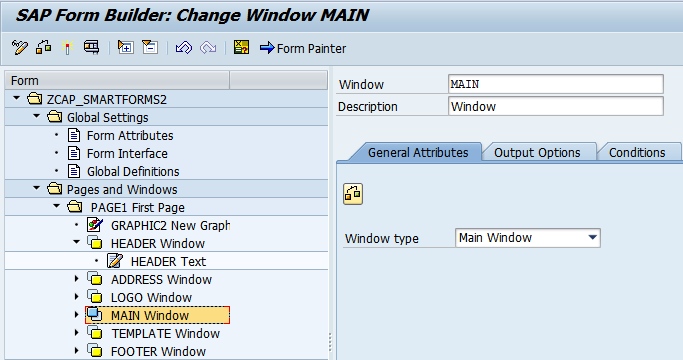 SAP Form Builder: Change Window MAIN
Form Painter
Form
ZCAP_SMARTFORMS2
Global Settings
Form Attributes
Form Interface
Global Definitions
Pages and Windows
PAGE1 First Page
GRAPHIC2 New Graph
HEADER Window
HEADER Text
ADDRESS Window
LOGO Window
MAIN Window
TEMPLATE Window
FOOTER Window
Window MAIN
Description Window
General Attributes Output Options Conditions
Window type Main Window